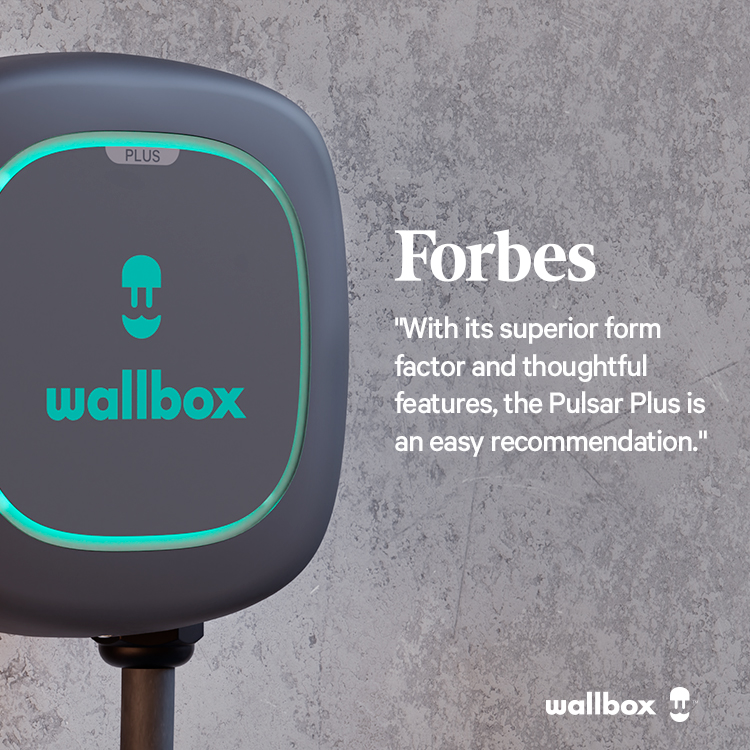 PLUS
wallbox
Forbes
"With its superior form
factor and thoughtful
features, the Pulsar Plus is
an easy recommendation."
wallbox